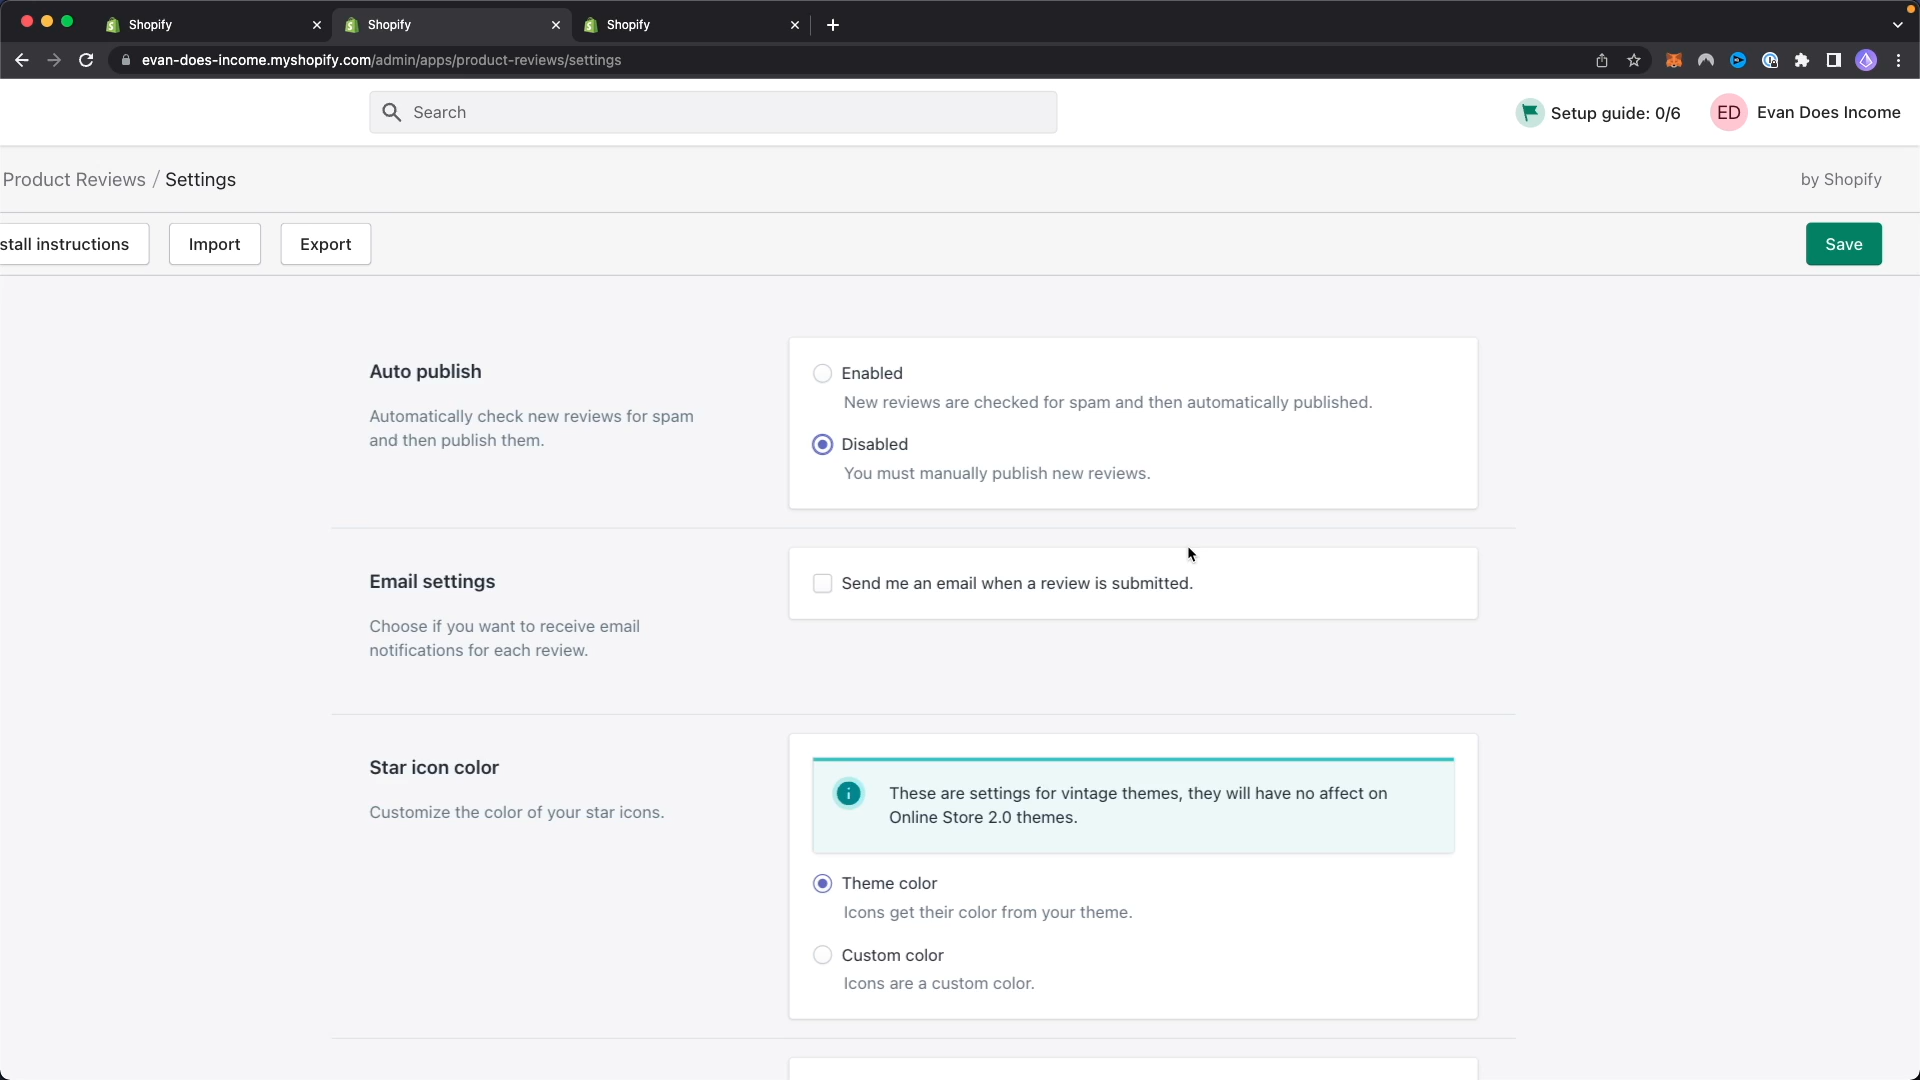 Shopify
Shopify
Shopify
evan-does-income.myshopify.com/admin/apps/product-reviews/settings
Search
Setup guide: 0/6
ED
Evan Does Income
Product Reviews / Settings
by Shopify
stall instructions
Import
Export
Save
Auto publish
Automatically check new reviews for spam
and then publish them.
Enabled
New reviews are checked for spam and then automatically published.
Disabled
You must manually publish new reviews.
Email settings
Choose if you want to receive email
notifications for each review.
Send me an email when a review is submitted.
Star icon color
Customize the color of your star icons.
These are settings for vintage themes, they will have no affect on
Online Store 2.0 themes.
Theme color
Icons get their color from your theme.
Custom color
Icons are a custom color.